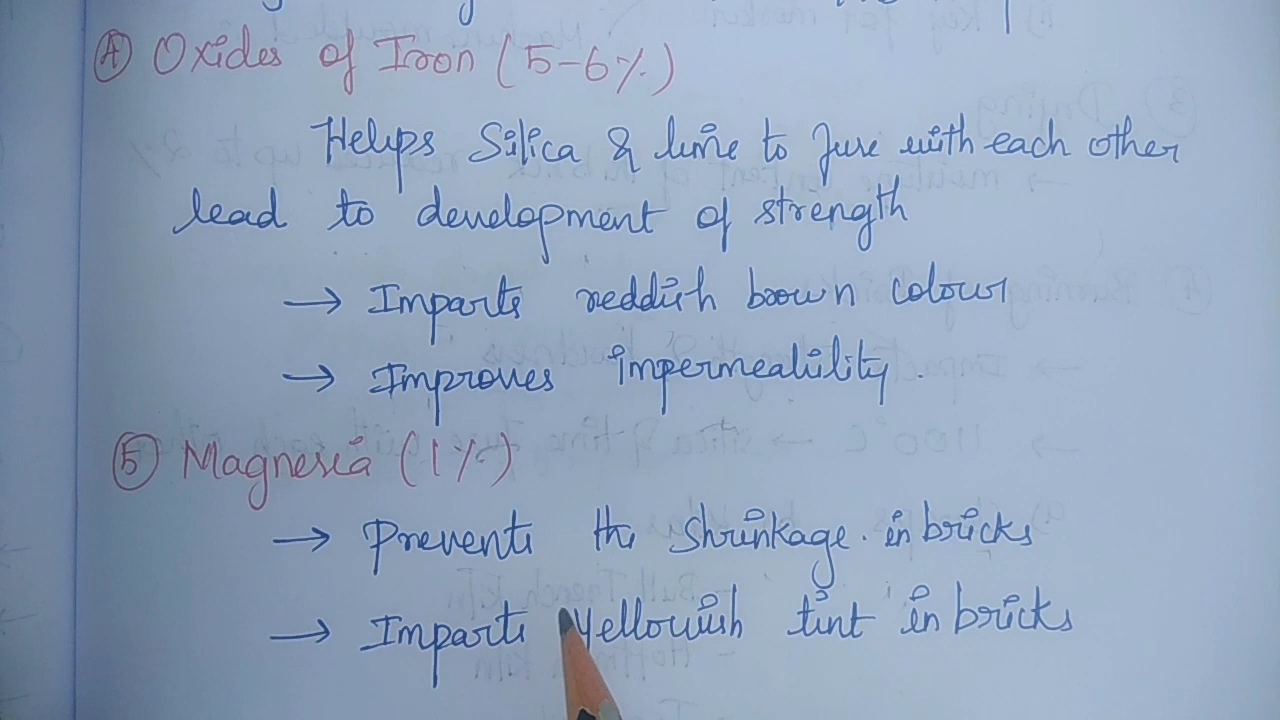 ④ Oxides of Iron (5-6%)
Helps Silica & lime to fuse with each other
lead to development of strength
→ Imparts reddish brown colour
→ Improves impermeability.
⑤ Magnesia (1%)
→ Prevents the shrinkage. in bricks
→ Imparts yellowish tint in bricks